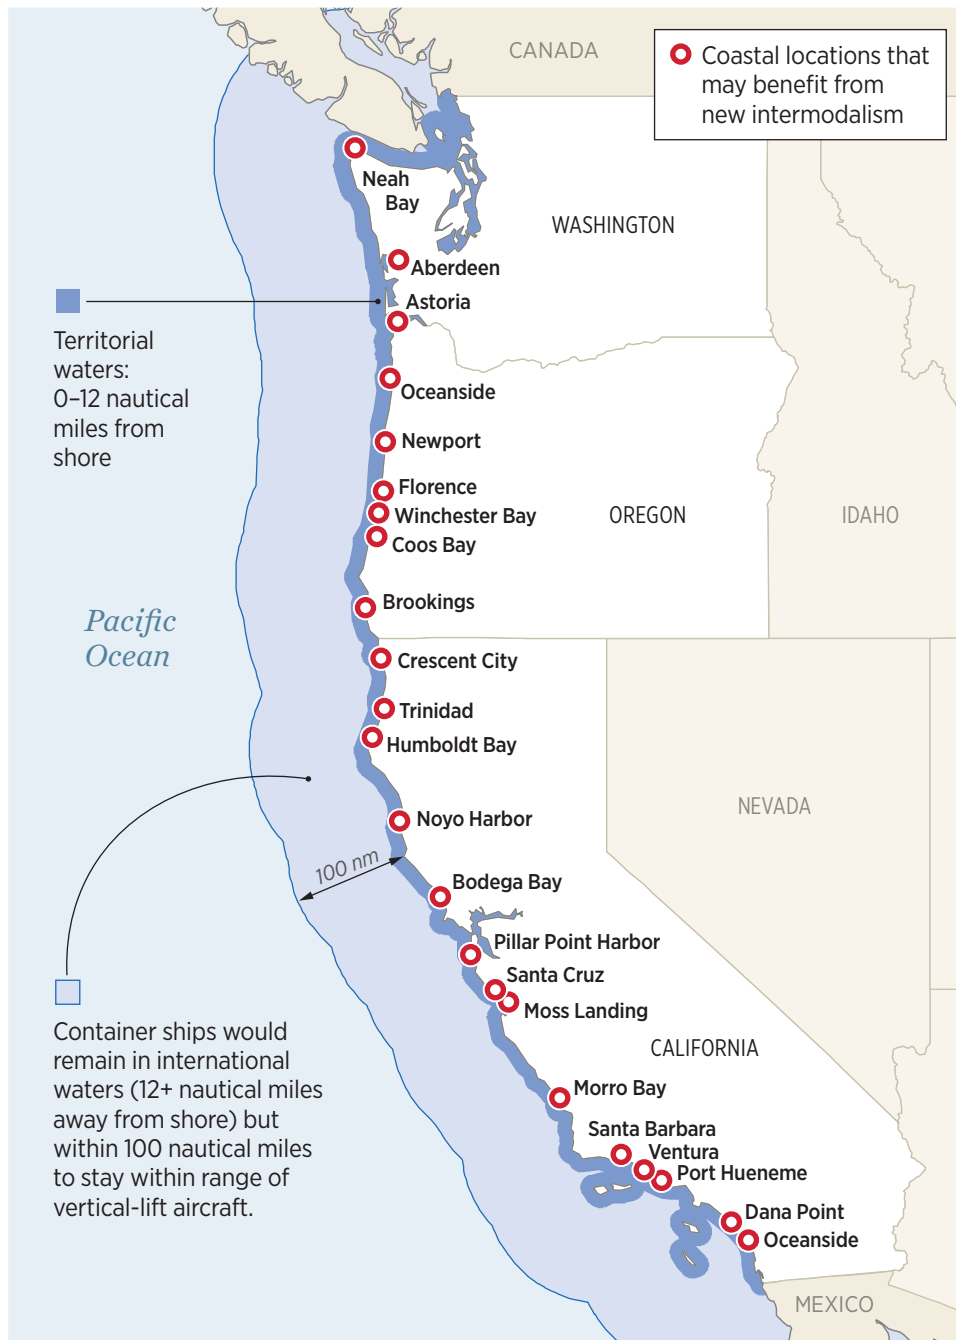 CANADA
Coastal locations that
may benefit from
new intermodalism
Neah
Bay
WASHINGTON
Aberdeen
Astoria
Territorial
waters:
0–12 nautical
miles from
shore
Oceanside
Newport
Florence
Winchester Bay
Coos Bay
OREGON
IDAHO
Brookings
Pacific
Ocean
Crescent City
Trinidad
Humboldt Bay
NEVADA
Noyo Harbor
100 nm
Bodega Bay
Pillar Point Harbor
Santa Cruz
Moss Landing
CALIFORNIA
Container ships would
remain in international
waters (12+ nautical miles
away from shore) but
within 100 nautical miles
to stay within range of
vertical-lift aircraft.
Morro Bay
Santa Barbara
Ventura
Port Hueneme
Dana Point
Oceanside
MEXICO